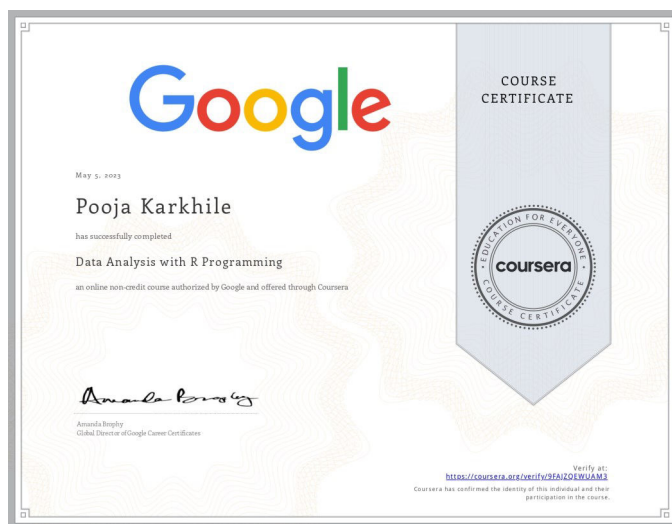 COURSE
CERTIFICATE
Google
May 5, 2023
Pooja Karkhile
has successfully completed
Data Analysis with R Programming
an online non-credit course authorized by Google and offered through Coursera
EDUCATION FOR EVERYONE
coursera
COURSE CERTIFICATE
Amanda Brophy
Amanda Brophy
Global Director of Google Career Certificates
Verify at:
https://coursera.org/verify/9FAJZQEWUAM3
Coursera has confirmed the identity of this individual and their
participation in the course.